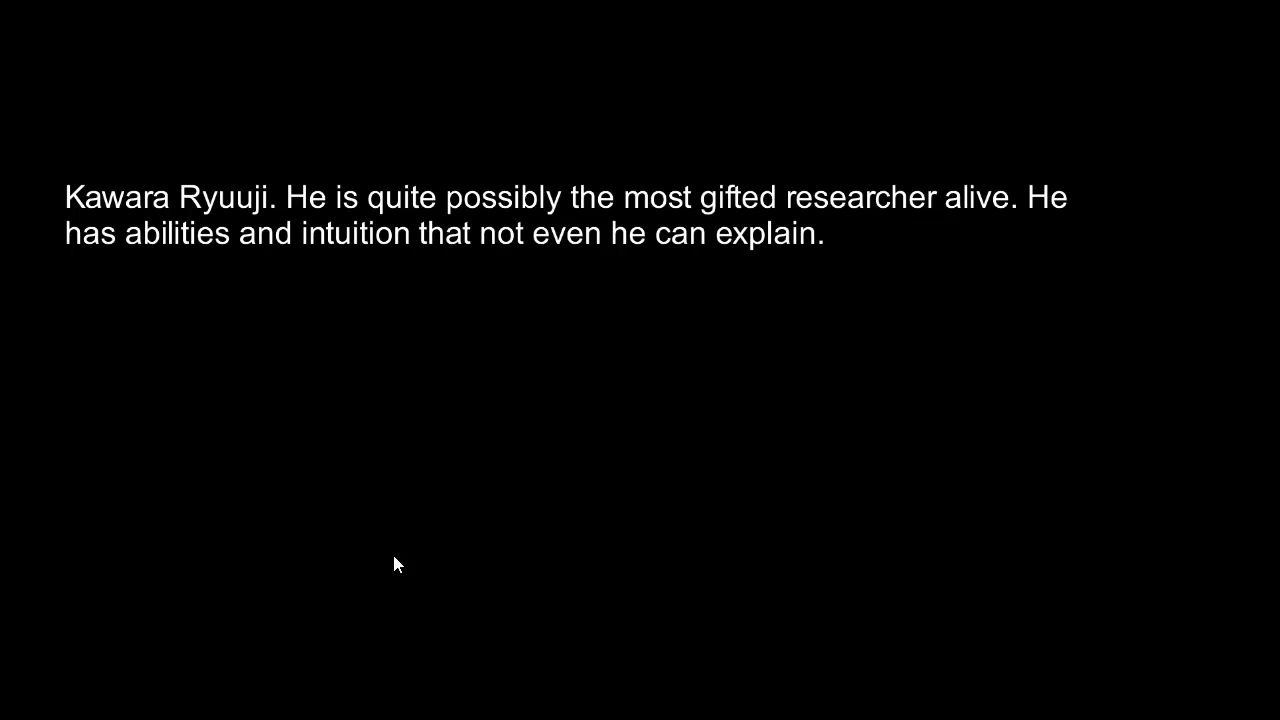 Kawara Ryuuji. He is quite possibly the most gifted researcher alive. He
has abilities and intuition that not even he can explain.